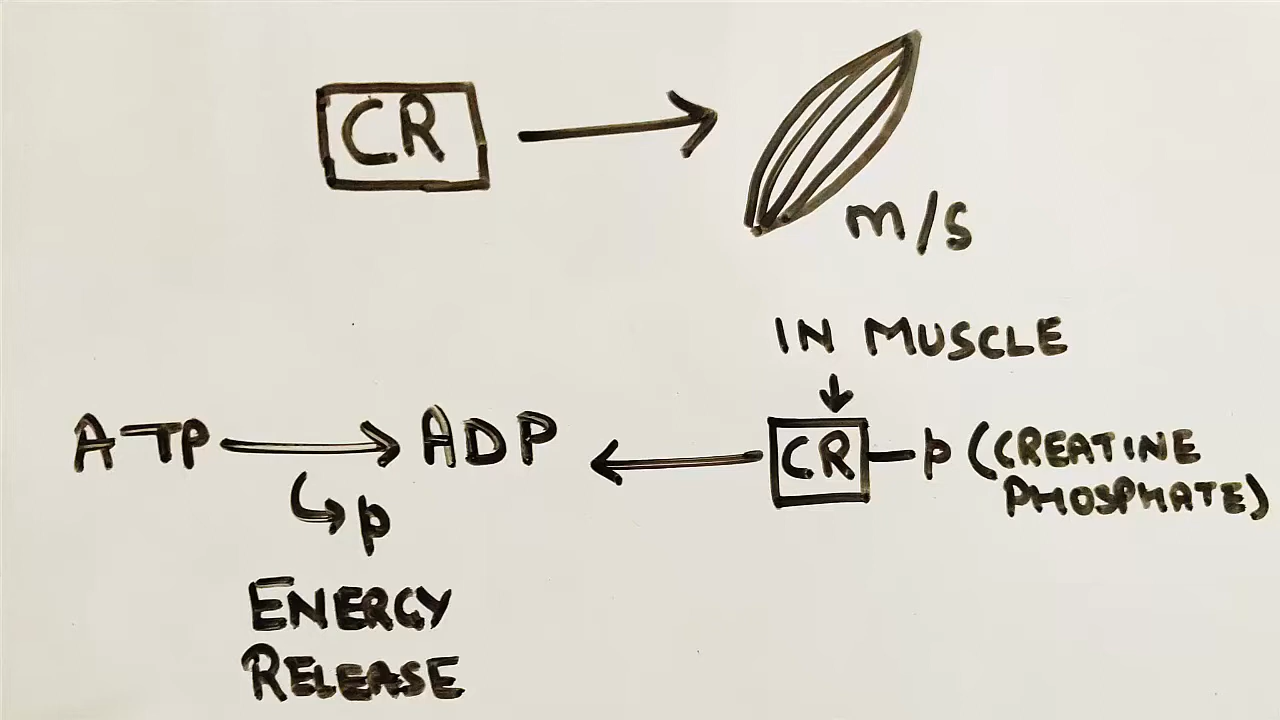 CR
m/s
IN MUSCLE
ATP ADP CR p (CREATINE
PHOSPHATE)
p
ENERGY
RELEASE